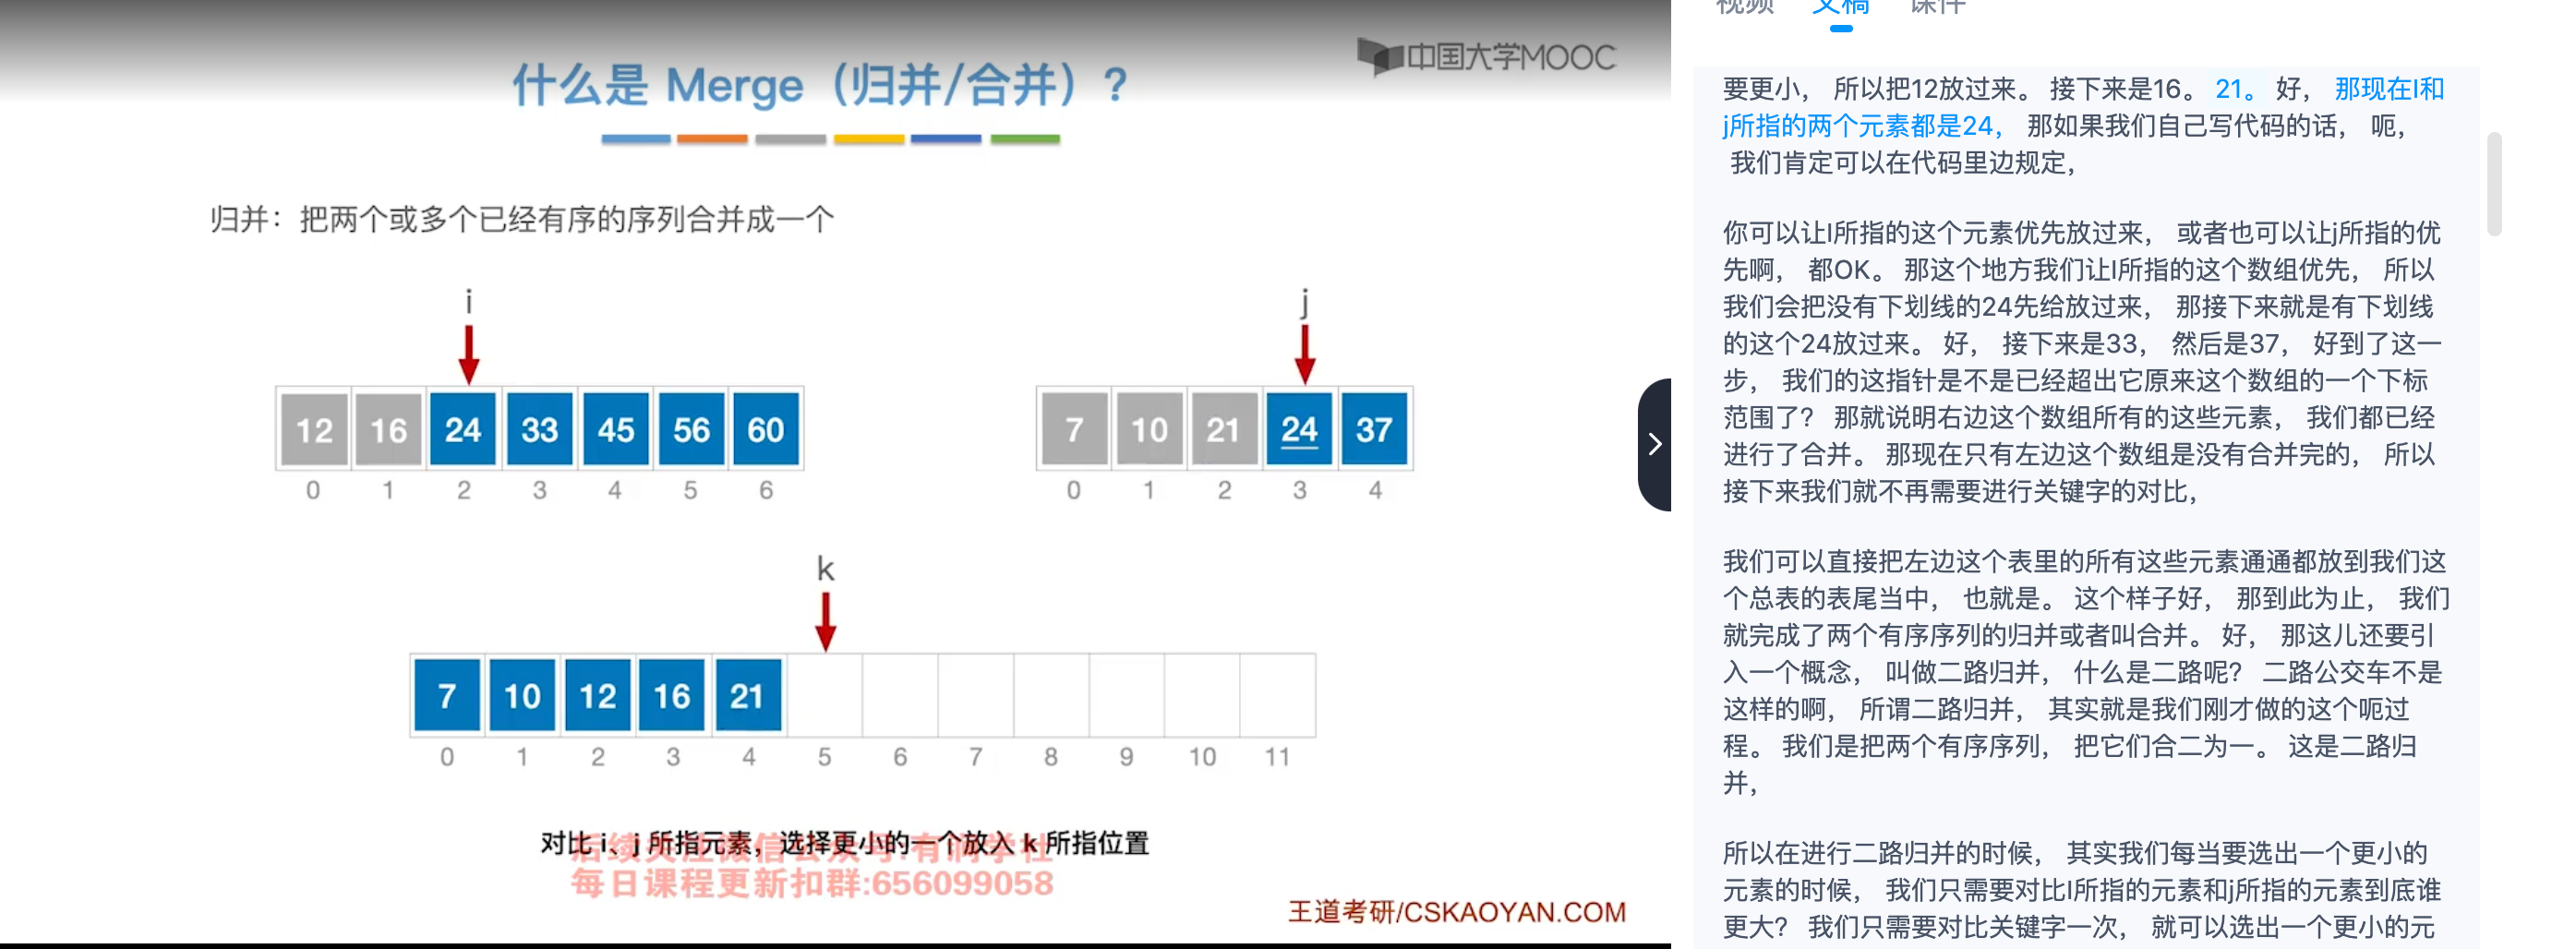 中国大学MOOC
什么是 Merge（归并/合并）？
归并：把两个或多个已经有序的序列合并成一个
i
j
12 16 24 33 45 56 60
0 1 2 3 4 5 6
7 10 21 24 37
0 1 2 3 4
k
7 10 12 16 21
0 1 2 3 4 5 6 7 8 9 10 11
对比 i、j 所指元素，选择更小的一个放入 k 所指位置
后续关注微信公众号:有润学社
每日课程更新扣群:656099058
王道考研/CSKAOYAN.COM
视频 文稿 课件
要更小， 所以把12放过来。 接下来是16。 21。 好， 那现在I和
j所指的两个元素都是24， 那如果我们自己写代码的话， 呃，
我们肯定可以在代码里边规定，
你可以让I所指的这个元素优先放过来， 或者也可以让j所指的优
先啊， 都OK。 那这个地方我们让I所指的这个数组优先， 所以
我们会把没有下划线的24先给放过来， 那接下来就是有下划线
的这个24放过来。 好， 接下来是33， 然后是37， 好到了这一
步， 我们的这指针是不是已经超出它原来这个数组的一个下标
范围了？ 那就说明右边这个数组所有的这些元素， 我们都已经
进行了合并。 那现在只有左边这个数组是没有合并完的， 所以
接下来我们就不再需要进行关键字的对比，
我们可以直接把左边这个表里的所有这些元素通通都放到我们这
个总表的表尾当中， 也就是。 这个样子好， 那到此为止， 我们
就完成了两个有序序列的归并或者叫合并。 好， 那这儿还要引
入一个概念， 叫做二路归并， 什么是二路呢？ 二路公交车不是
这样的啊， 所谓二路归并， 其实就是我们刚才做的这个呃过
程。 我们是把两个有序序列， 把它们合二为一。 这是二路归
并，
所以在进行二路归并的时候， 其实我们每当要选出一个更小的
元素的时候， 我们只需要对比I所指的元素和j所指的元素到底谁
更大？ 我们只需要对比关键字一次， 就可以选出一个更小的元